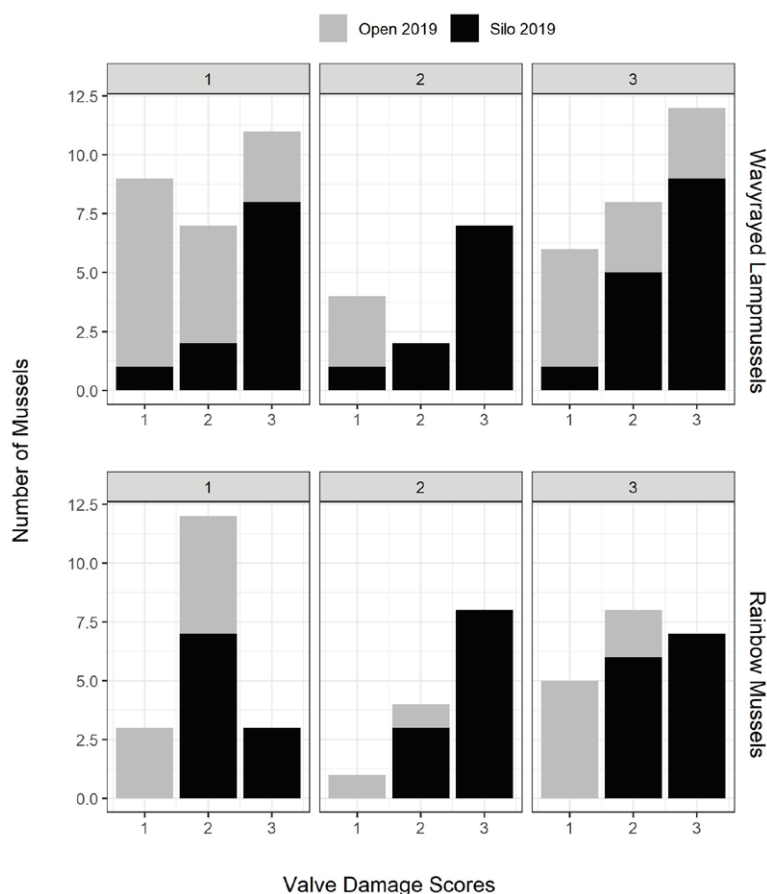 Open 2019 Silo 2019
1 2 3
12.5
10.0
7.5
5.0
2.5
0.0
1 2 3 1 2 3 1 2 3
Wavyrayed Lampmussels
Number of Mussels
1 2 3
12.5
10.0
7.5
5.0
2.5
0.0
1 2 3 1 2 3 1 2 3
Rainbow Mussels
Valve Damage Scores